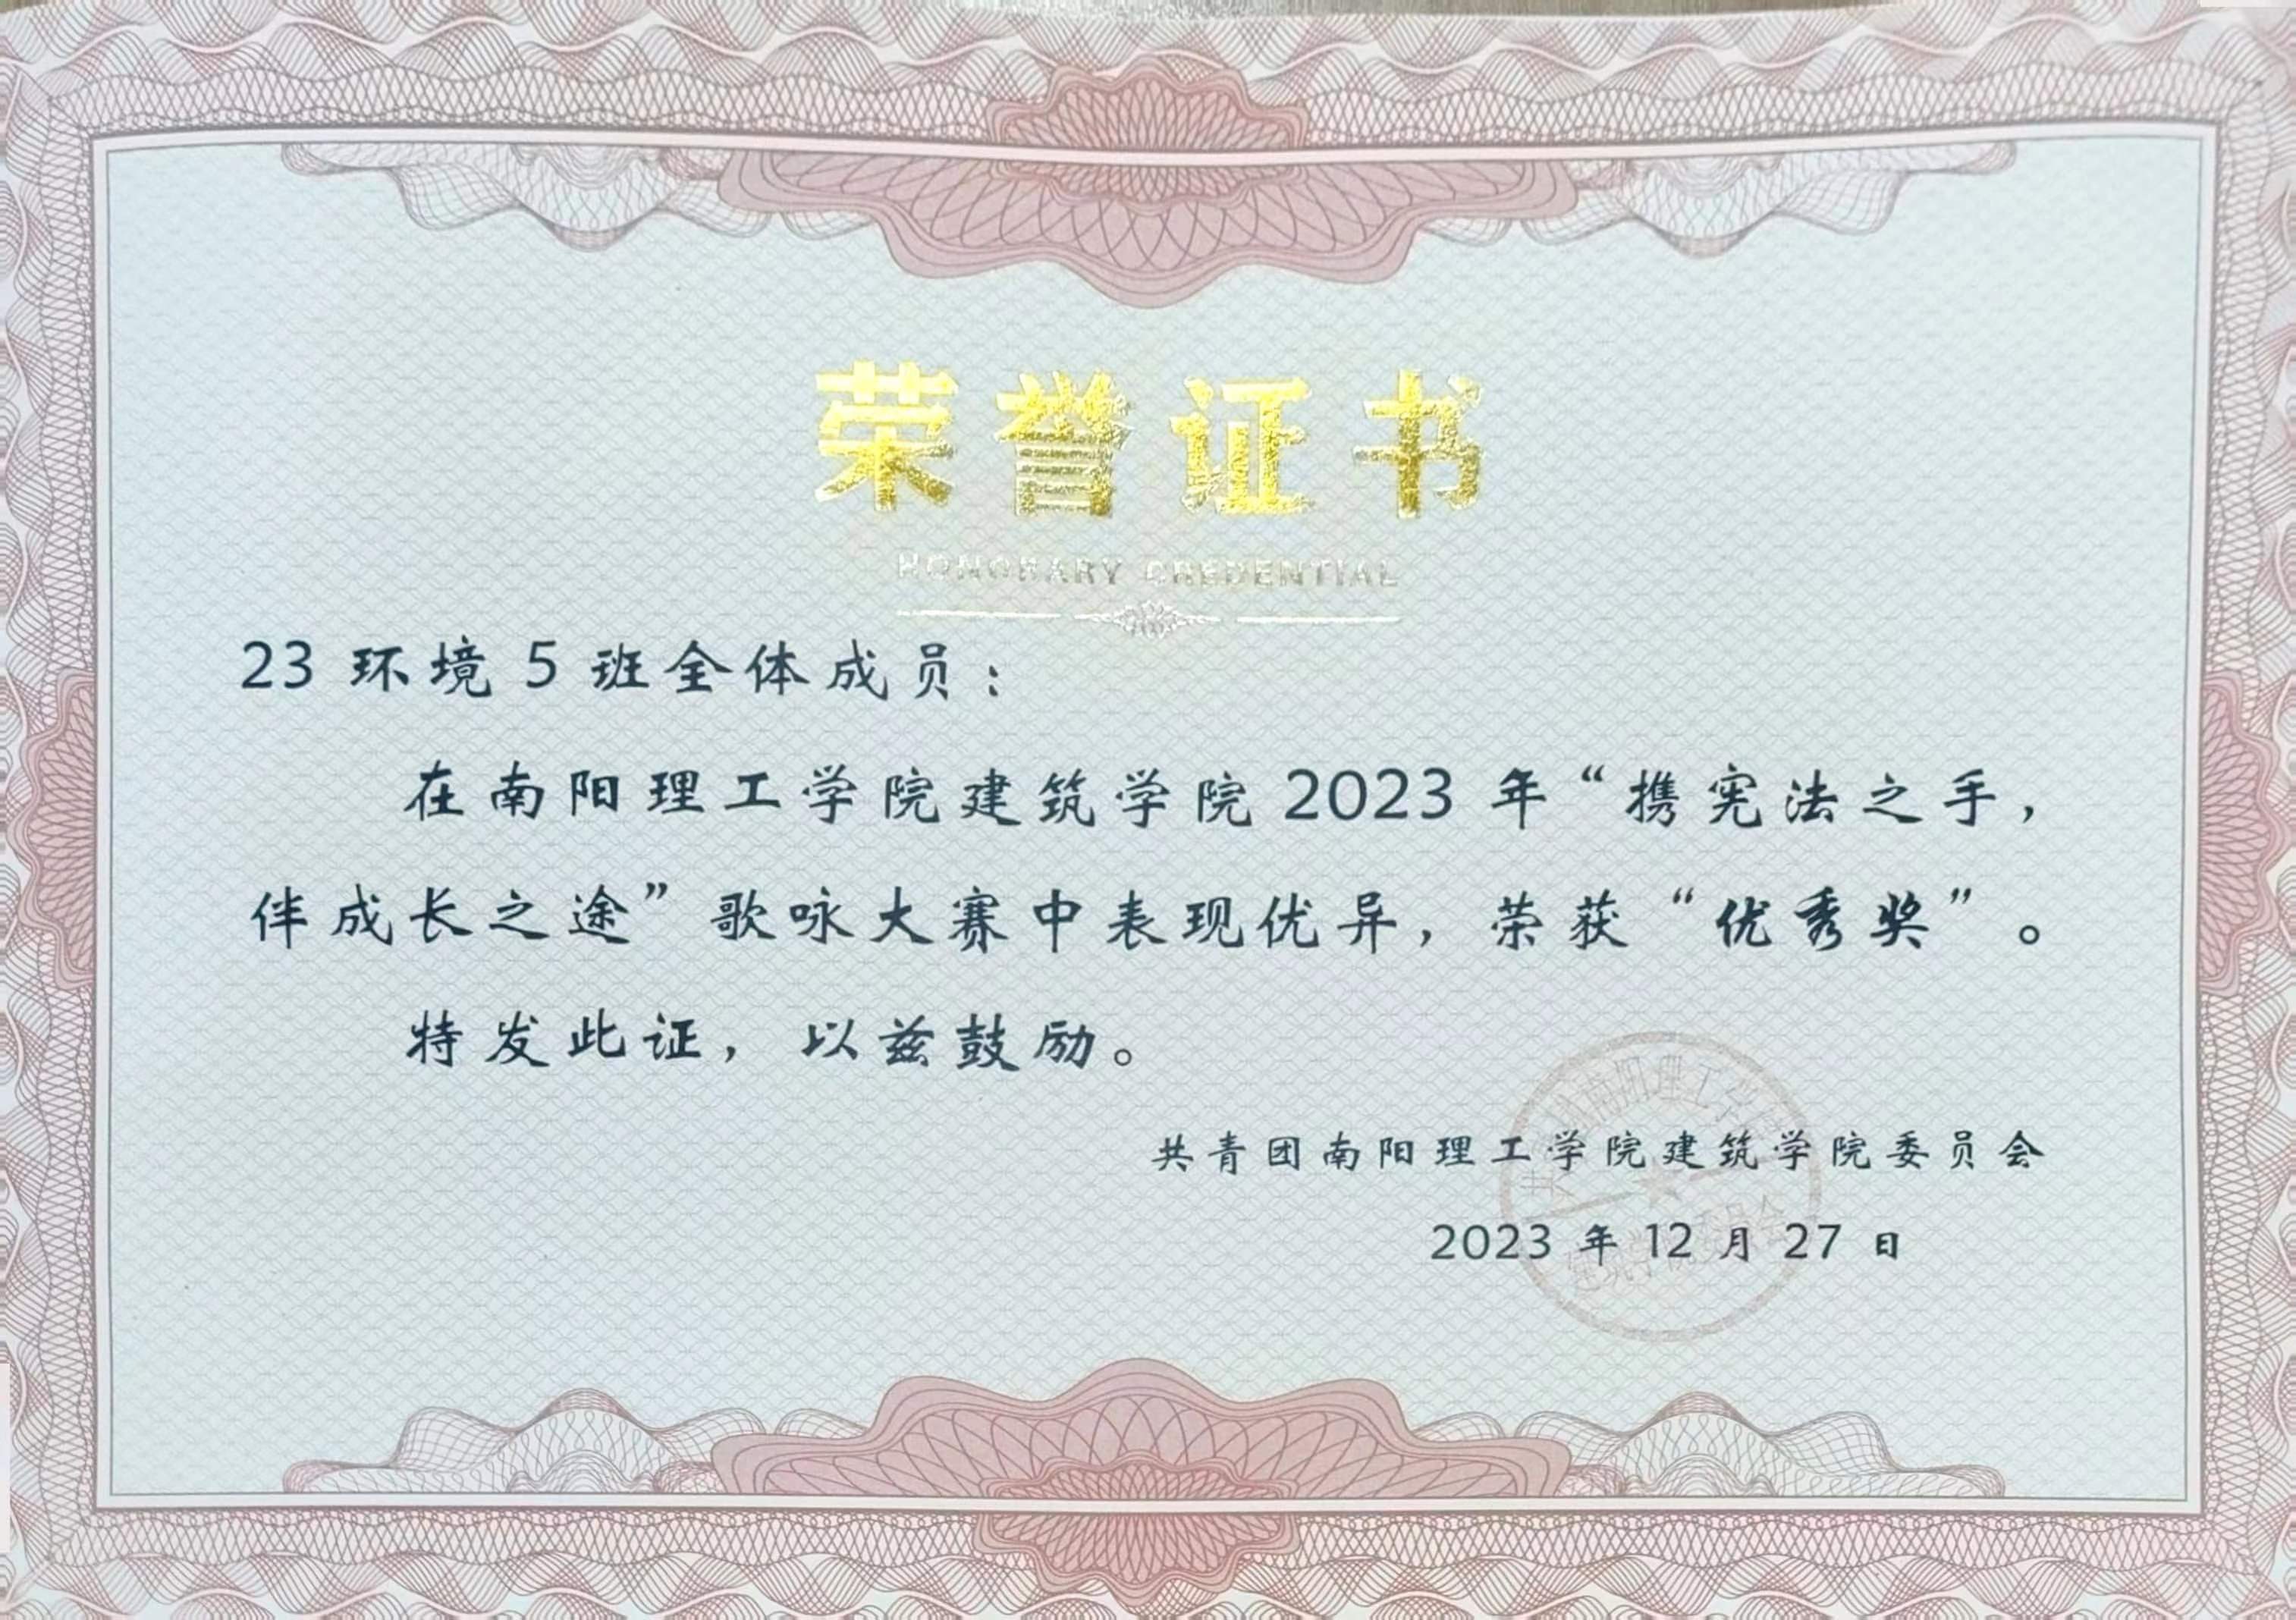 荣誉证书
HONORARY CREDENTIAL
23 环境 5 班全体成员：
在南阳理工学院建筑学院 2023 年“携宪法之手，
伴成长之途”歌咏大赛中表现优异，荣获“优秀奖”。
特发此证，以兹鼓励。
共青团南阳理工学院建筑学院委员会
2023 年 12 月 27 日